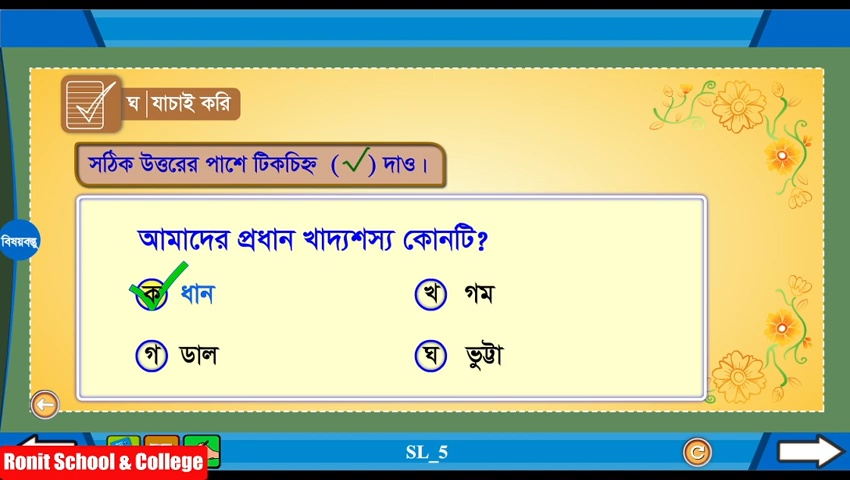 ঘ | যাচাই করি
সঠিক উত্তরের পাশে টিকচিহ্ন (✓) দাও।
বিষয়বস্তু
আমাদের প্রধান খাদ্যশস্য কোনটি?
ক ধান
খ গম
গ ডাল
ঘ ভুট্টা
SL_5
Ronit School & College